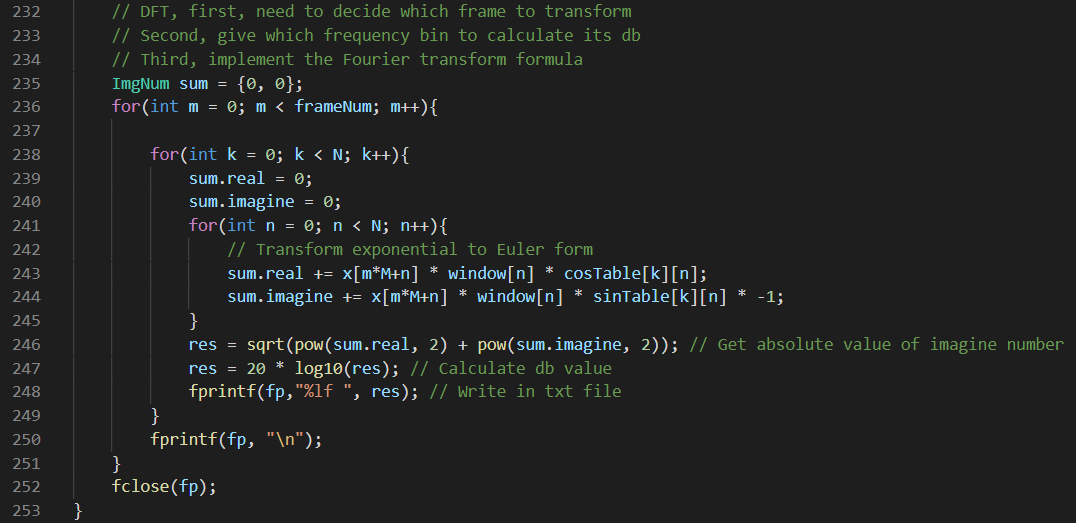 232    // DFT, first, need to decide which frame to transform
233    // Second, give which frequency bin to calculate its db
234    // Third, implement the Fourier transform formula
235    ImgNum sum = {0, 0};
236    for(int m = 0; m < frameNum; m++){
237
238        for(int k = 0; k < N; k++){
239            sum.real = 0;
240            sum.imagine = 0;
241            for(int n = 0; n < N; n++){
242                // Transform exponential to Euler form
243                sum.real += x[m*M+n] * window[n] * cosTable[k][n];
244                sum.imagine += x[m*M+n] * window[n] * sinTable[k][n] * -1;
245            }
246            res = sqrt(pow(sum.real, 2) + pow(sum.imagine, 2)); // Get absolute value of imagine number
247            res = 20 * log10(res); // Calculate db value
248            fprintf(fp,"%lf ", res); // Write in txt file
249        }
250        fprintf(fp, "\n");
251    }
252    fclose(fp);
253 }